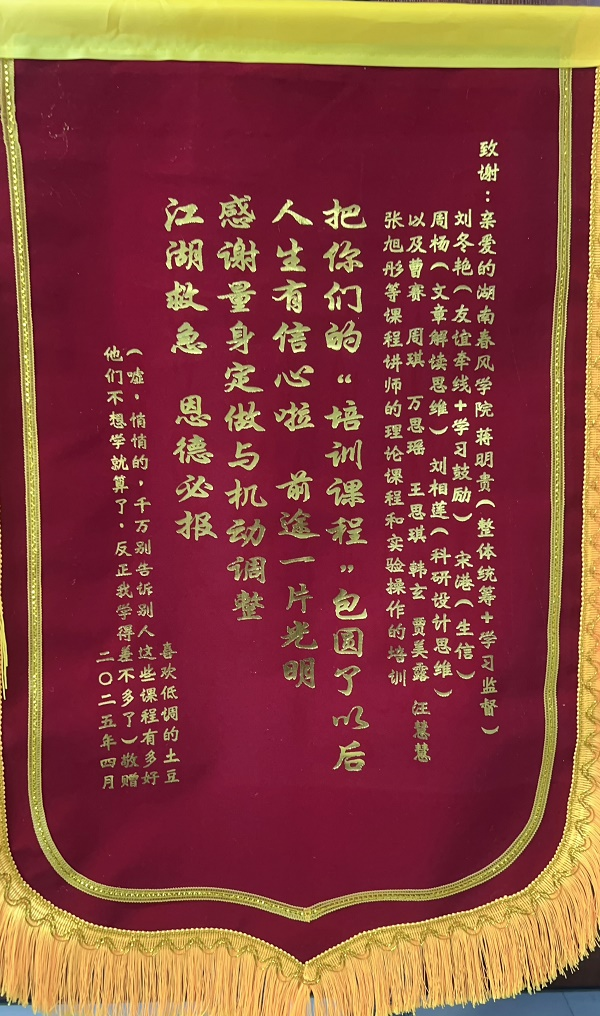 致谢：亲爱的湖南春风学院蒋明贵（整体统筹+学习监督）
刘冬艳（友谊牵线+学习鼓励） 宋港（生信）
周杨（文章解读思维） 刘相莲（科研设计思维）
以及曹赛 周琪 万思瑶 王思琪 韩玄 贾美露 汪慧慧
张旭彤等课程讲师的理论课程和实验操作的培训
把你们的“培训课程”包圆了以后
人生有信心啦 前途一片光明
感谢量身定做与机动调整
江湖救急 恩德必报
喜欢低调的土豆
（嘘，悄悄的，千万别告诉别人这些课程有多好
他们不想学就算了，反正我学得差不多了）敬赠
二〇二五年四月